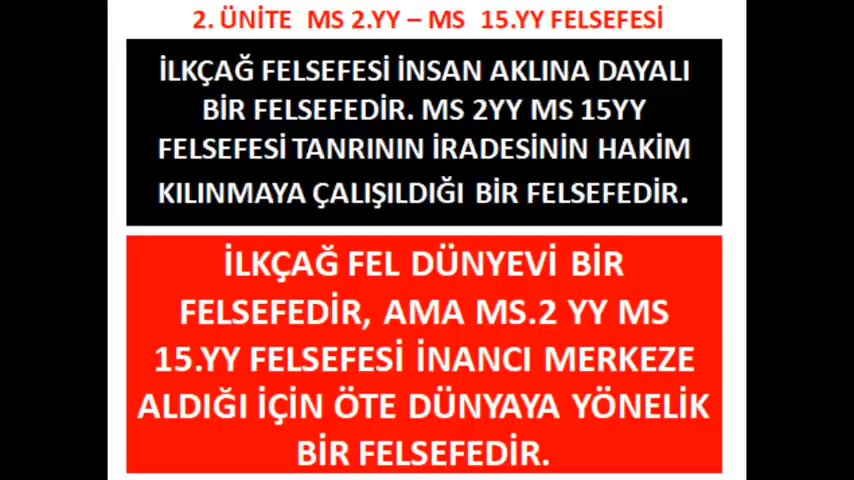 2. ÜNİTE MS 2.YY – MS 15.YY FELSEFESİ
İLKÇAĞ FELSEFESİ İNSAN AKLINA DAYALI
BİR FELSEFEDİR. MS 2YY MS 15YY
FELSEFESİ TANRININ İRADESİNİN HAKİM
KILINMAYA ÇALIŞILDIĞI BİR FELSEFEDİR.
İLKÇAĞ FEL DÜNYEVİ BİR
FELSEFEDİR, AMA MS.2 YY MS
15.YY FELSEFESİ İNANCI MERKEZE
ALDIĞI İÇİN ÖTE DÜNYAYA YÖNELİK
BİR FELSEFEDİR.